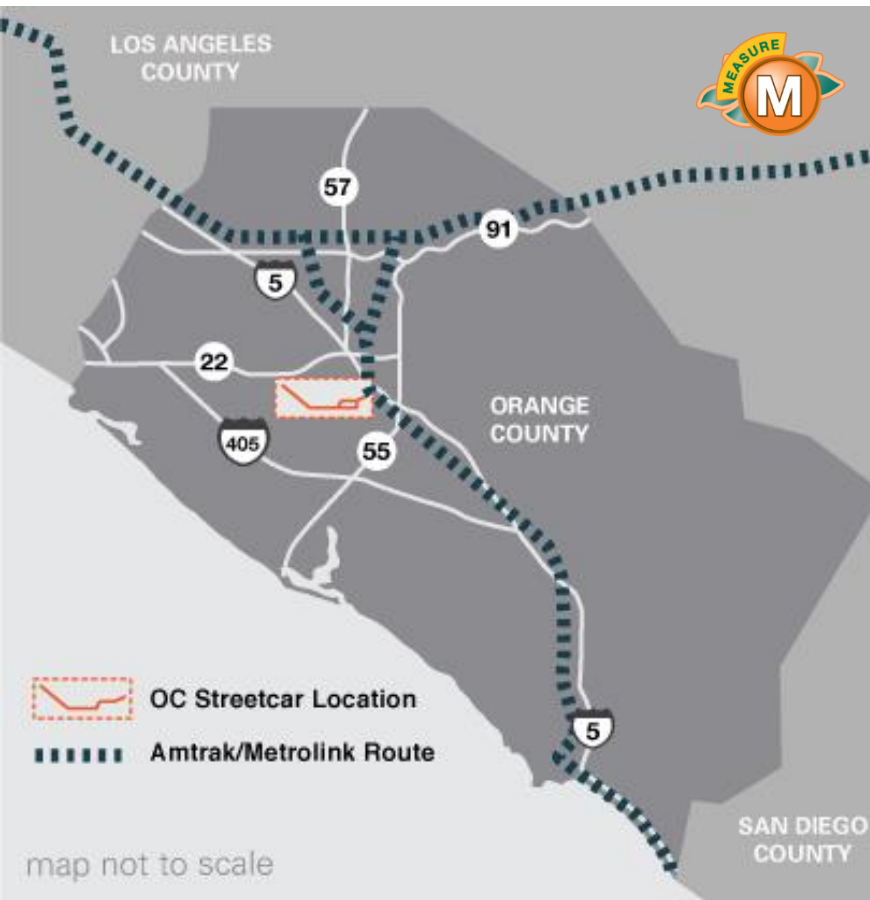 LOS ANGELES
COUNTY
MEASURE
M
57
91
5
22
ORANGE
COUNTY
405
55
OC Streetcar Location
5
Amtrak/Metrolink Route
SAN DIEGO
COUNTY
map not to scale